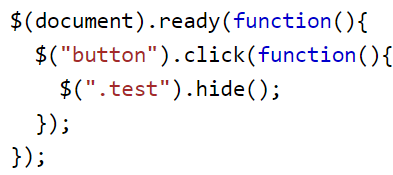 $(document).ready(function(){
  $("button").click(function(){
    $(".test").hide();
  });
});